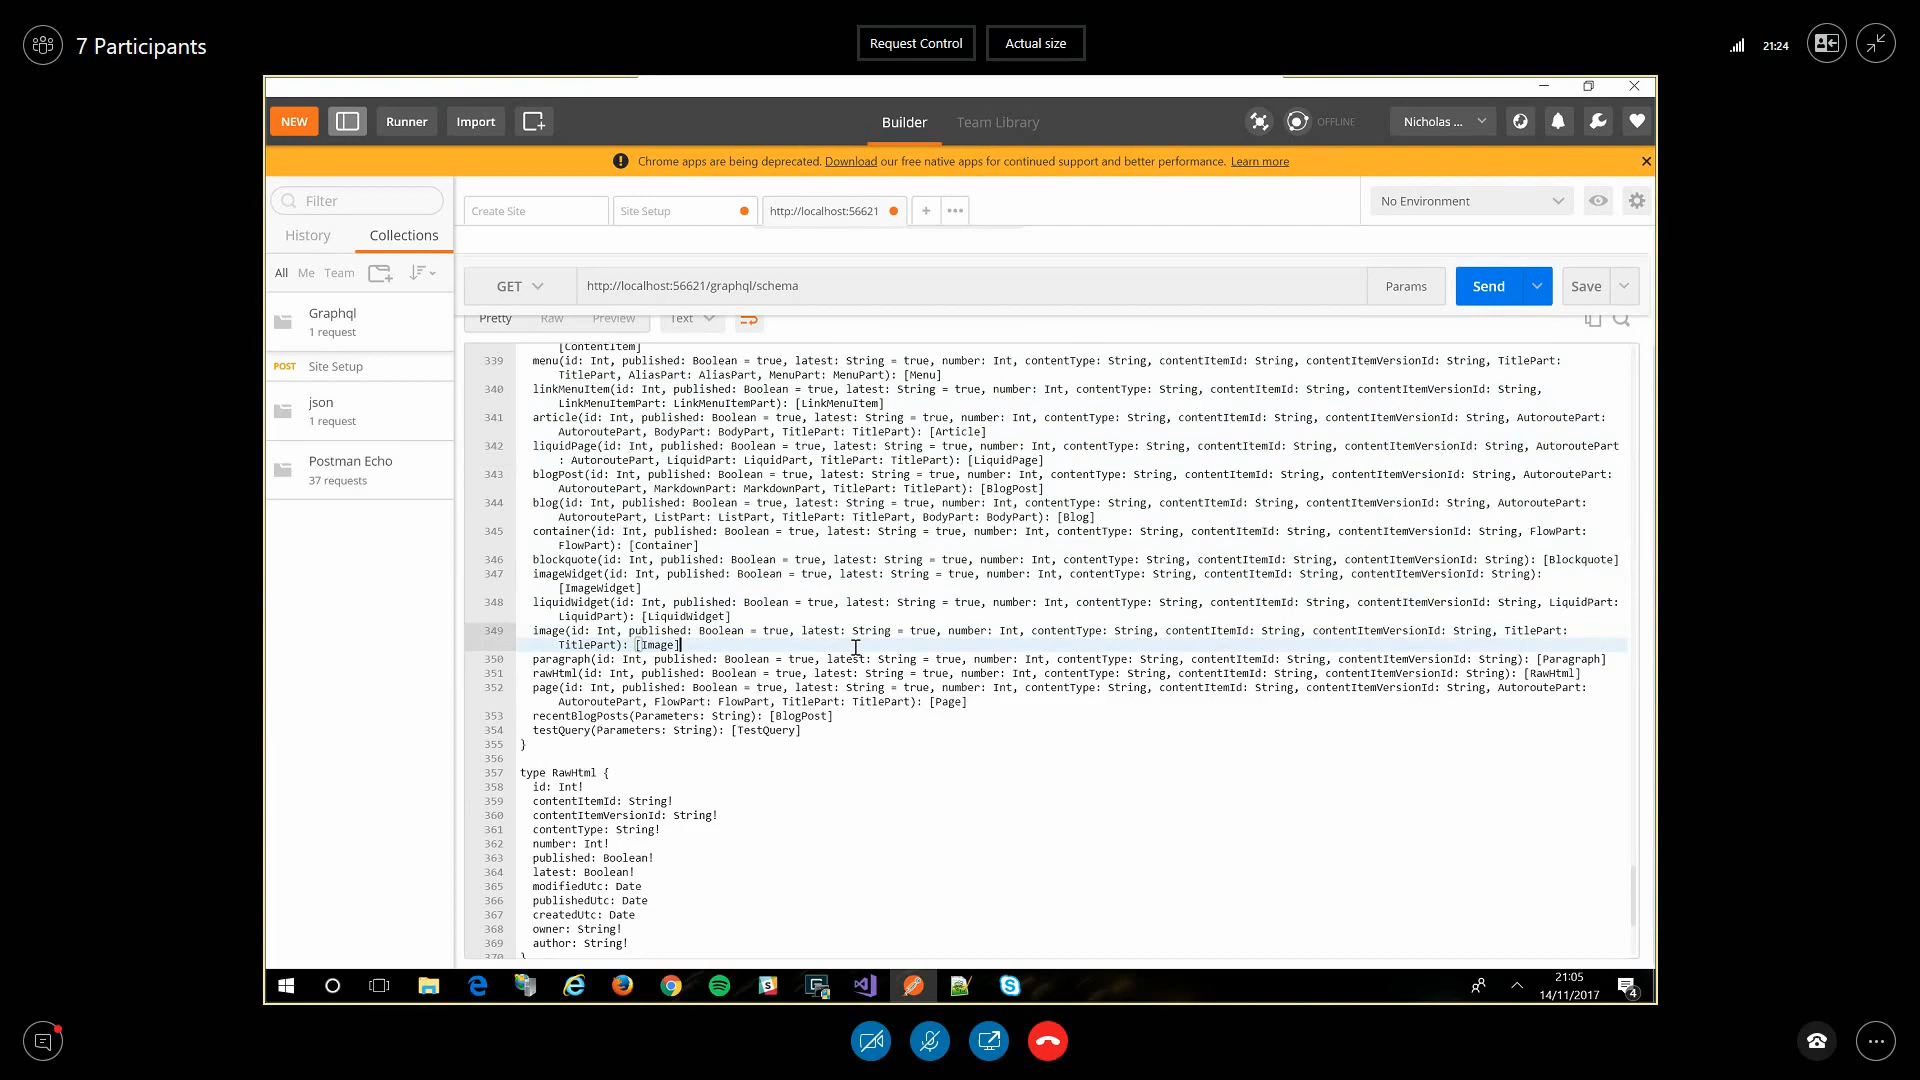 7 Participants
Request Control
Actual size
21:24
NEW
Runner
Import
Builder
Team Library
OFFLINE
Nicholas ...
Chrome apps are being deprecated. Download our free native apps for continued support and better performance. Learn more
Filter
Create Site
Site Setup
http://localhost:56621
No Environment
History
Collections
All
Me
Team
GET
http://localhost:56621/graphql/schema
Params
Send
Save
Graphql
1 request
POST
Site Setup
json
1 request
Postman Echo
37 requests
Pretty
Raw
Preview
Text
[ContentItem]
339 menu(id: Int, published: Boolean = true, latest: String = true, number: Int, contentType: String, contentItemId: String, contentItemVersionId: String, TitlePart:
TitlePart, AliasPart: AliasPart, MenuPart: MenuPart): [Menu]
340 linkMenuItem(id: Int, published: Boolean = true, latest: String = true, number: Int, contentType: String, contentItemId: String, contentItemVersionId: String,
LinkMenuItemPart: LinkMenuItemPart): [LinkMenuItem]
341 article(id: Int, published: Boolean = true, latest: String = true, number: Int, contentType: String, contentItemId: String, contentItemVersionId: String, AutoroutePart:
AutoroutePart, BodyPart: BodyPart, TitlePart: TitlePart): [Article]
342 liquidPage(id: Int, published: Boolean = true, latest: String = true, number: Int, contentType: String, contentItemId: String, contentItemVersionId: String, AutoroutePart
: AutoroutePart, LiquidPart: LiquidPart, TitlePart: TitlePart): [LiquidPage]
343 blogPost(id: Int, published: Boolean = true, latest: String = true, number: Int, contentType: String, contentItemId: String, contentItemVersionId: String, AutoroutePart:
AutoroutePart, MarkdownPart: MarkdownPart, TitlePart: TitlePart): [BlogPost]
344 blog(id: Int, published: Boolean = true, latest: String = true, number: Int, contentType: String, contentItemId: String, contentItemVersionId: String, AutoroutePart:
AutoroutePart, ListPart: ListPart, TitlePart: TitlePart, BodyPart: BodyPart): [Blog]
345 container(id: Int, published: Boolean = true, latest: String = true, number: Int, contentType: String, contentItemId: String, contentItemVersionId: String, FlowPart:
FlowPart): [Container]
346 blockquote(id: Int, published: Boolean = true, latest: String = true, number: Int, contentType: String, contentItemId: String, contentItemVersionId: String): [Blockquote]
347 imageWidget(id: Int, published: Boolean = true, latest: String = true, number: Int, contentType: String, contentItemId: String, contentItemVersionId: String):
[ImageWidget]
348 liquidWidget(id: Int, published: Boolean = true, latest: String = true, number: Int, contentType: String, contentItemId: String, contentItemVersionId: String, LiquidPart:
LiquidPart): [LiquidWidget]
349 image(id: Int, published: Boolean = true, latest: String = true, number: Int, contentType: String, contentItemId: String, contentItemVersionId: String, TitlePart:
TitlePart): [Image]
350 paragraph(id: Int, published: Boolean = true, latest: String = true, number: Int, contentType: String, contentItemId: String, contentItemVersionId: String): [Paragraph]
351 rawHtml(id: Int, published: Boolean = true, latest: String = true, number: Int, contentType: String, contentItemId: String, contentItemVersionId: String): [RawHtml]
352 page(id: Int, published: Boolean = true, latest: String = true, number: Int, contentType: String, contentItemId: String, contentItemVersionId: String, AutoroutePart:
AutoroutePart, FlowPart: FlowPart, TitlePart: TitlePart): [Page]
353 recentBlogPosts(Parameters: String): [BlogPost]
354 testQuery(Parameters: String): [TestQuery]
355 }
356
357 type RawHtml {
358 id: Int!
359 contentItemId: String!
360 contentItemVersionId: String!
361 contentType: String!
362 number: Int!
363 published: Boolean!
364 latest: Boolean!
365 modifiedUtc: Date
366 publishedUtc: Date
367 createdUtc: Date
368 owner: String!
369 author: String!
370 }
21:05
14/11/2017
4